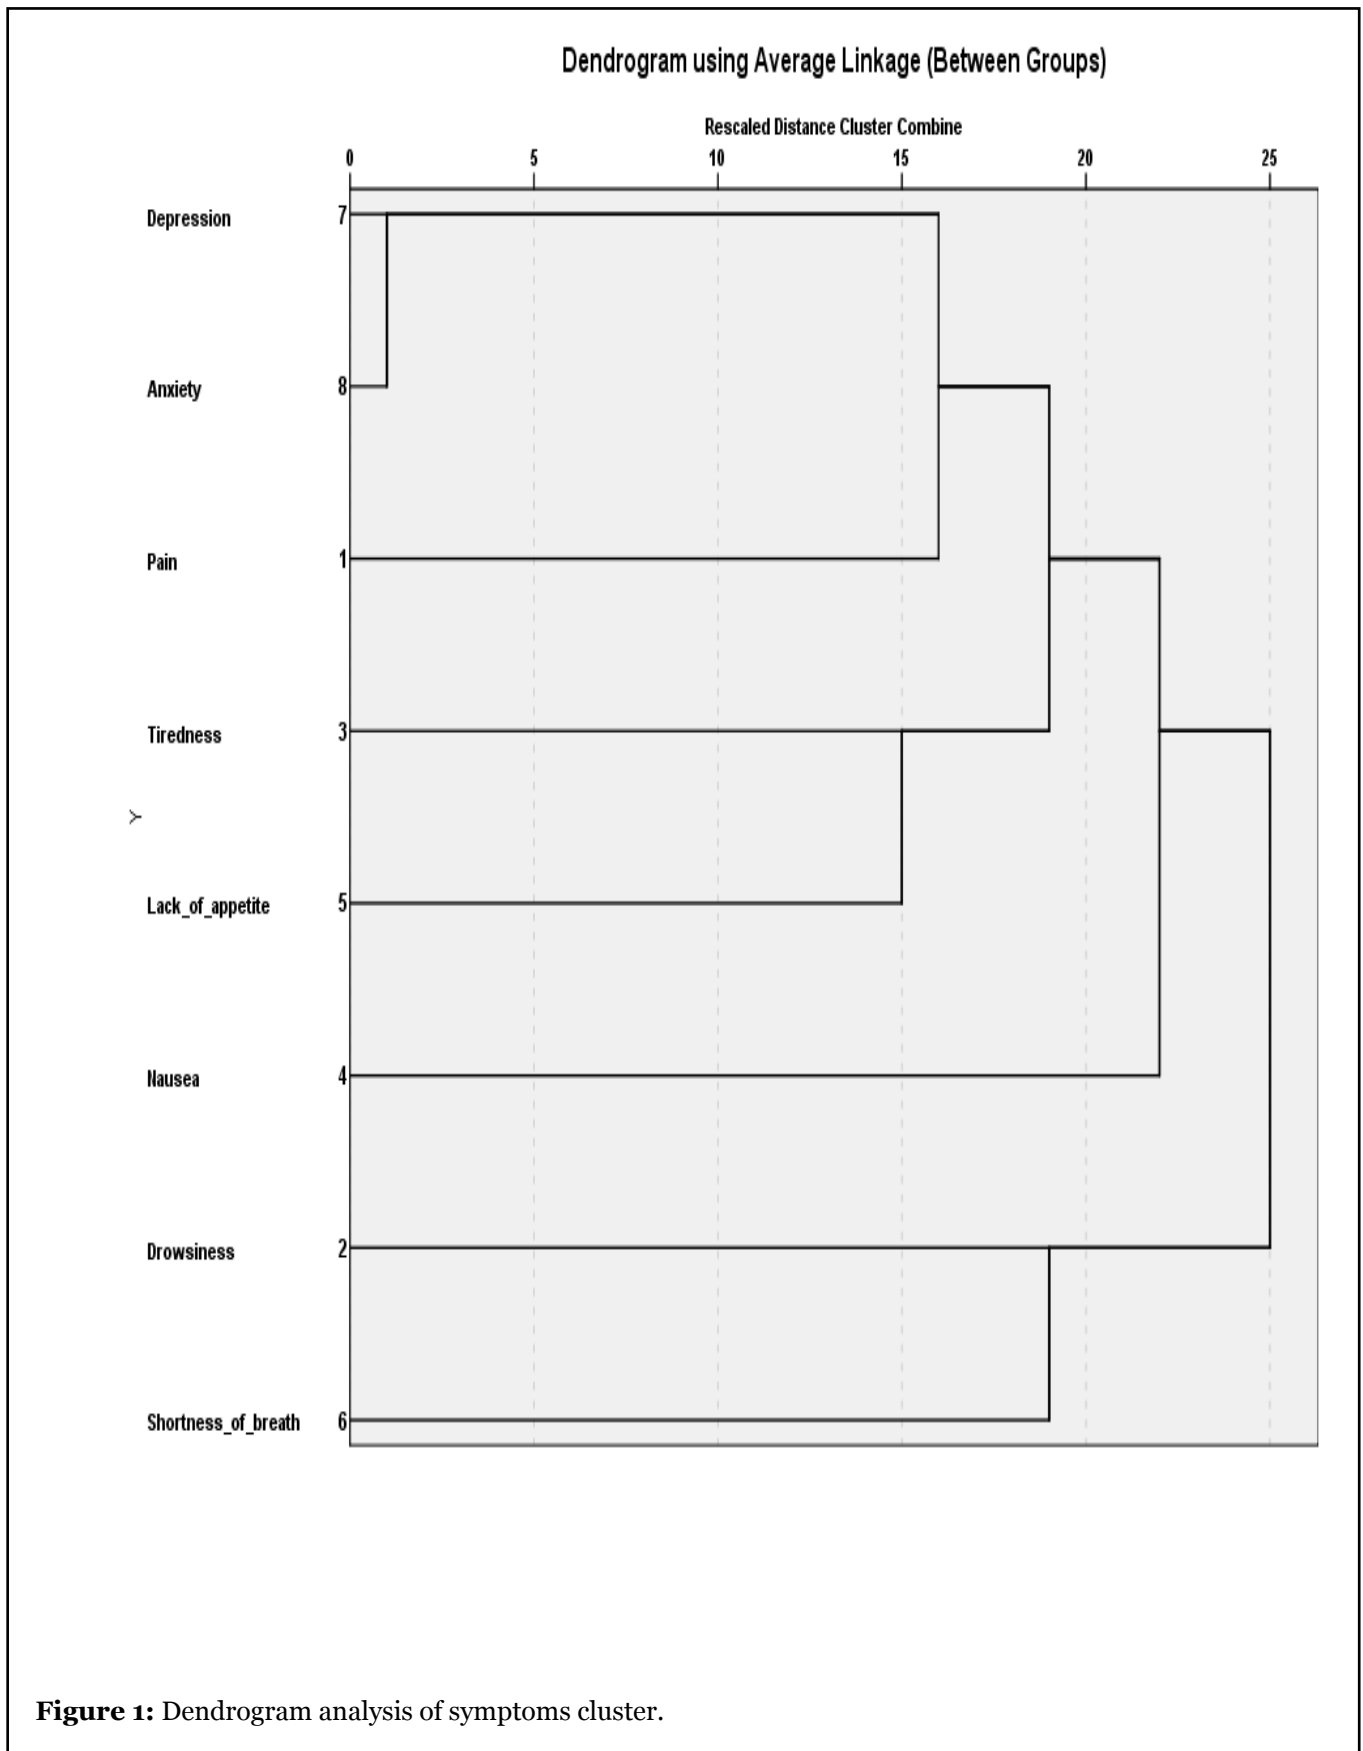 Dendrogram using Average Linkage (Between Groups)
Rescaled Distance Cluster Combine
0 5 10 15 20 25
Depression 7
Anxiety 8
Pain 1
Tiredness 3
Y
Lack_of_appetite 5
Nausea 4
Drowsiness 2
Shortness_of_breath 6
Figure 1: Dendrogram analysis of symptoms cluster.